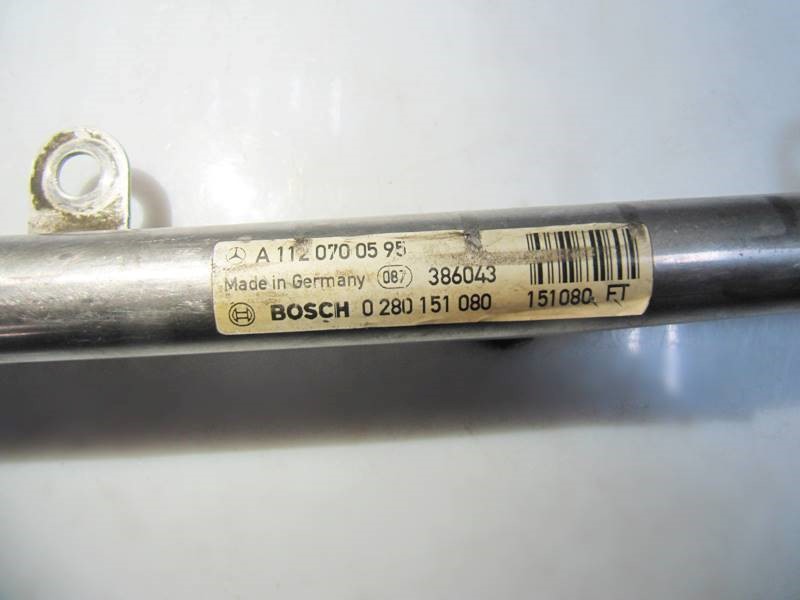 A 112 070 05 95
Made in Germany 087 386043
BOSCH 0 280 151 080 151080 FT